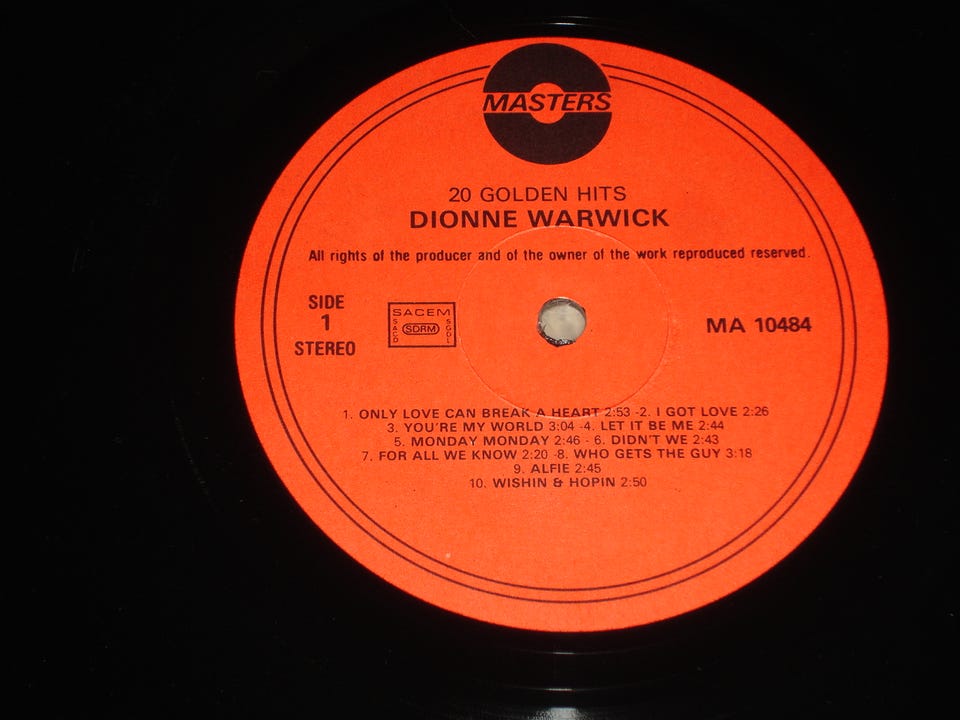 MASTERS
20 GOLDEN HITS
DIONNE WARWICK
All rights of the producer and of the owner of the work reproduced reserved.
SIDE
1
STEREO
SACEM
SACD
SDRM
SGDL
MA 10484
1. ONLY LOVE CAN BREAK A HEART 2:53 -2. I GOT LOVE 2:26
3. YOU'RE MY WORLD 3:04 -4. LET IT BE ME 2:44
5. MONDAY MONDAY 2:46 - 6. DIDN'T WE 2:43
7. FOR ALL WE KNOW 2:20 -8. WHO GETS THE GUY 3:18
9. ALFIE 2:45
10. WISHIN & HOPIN 2:50